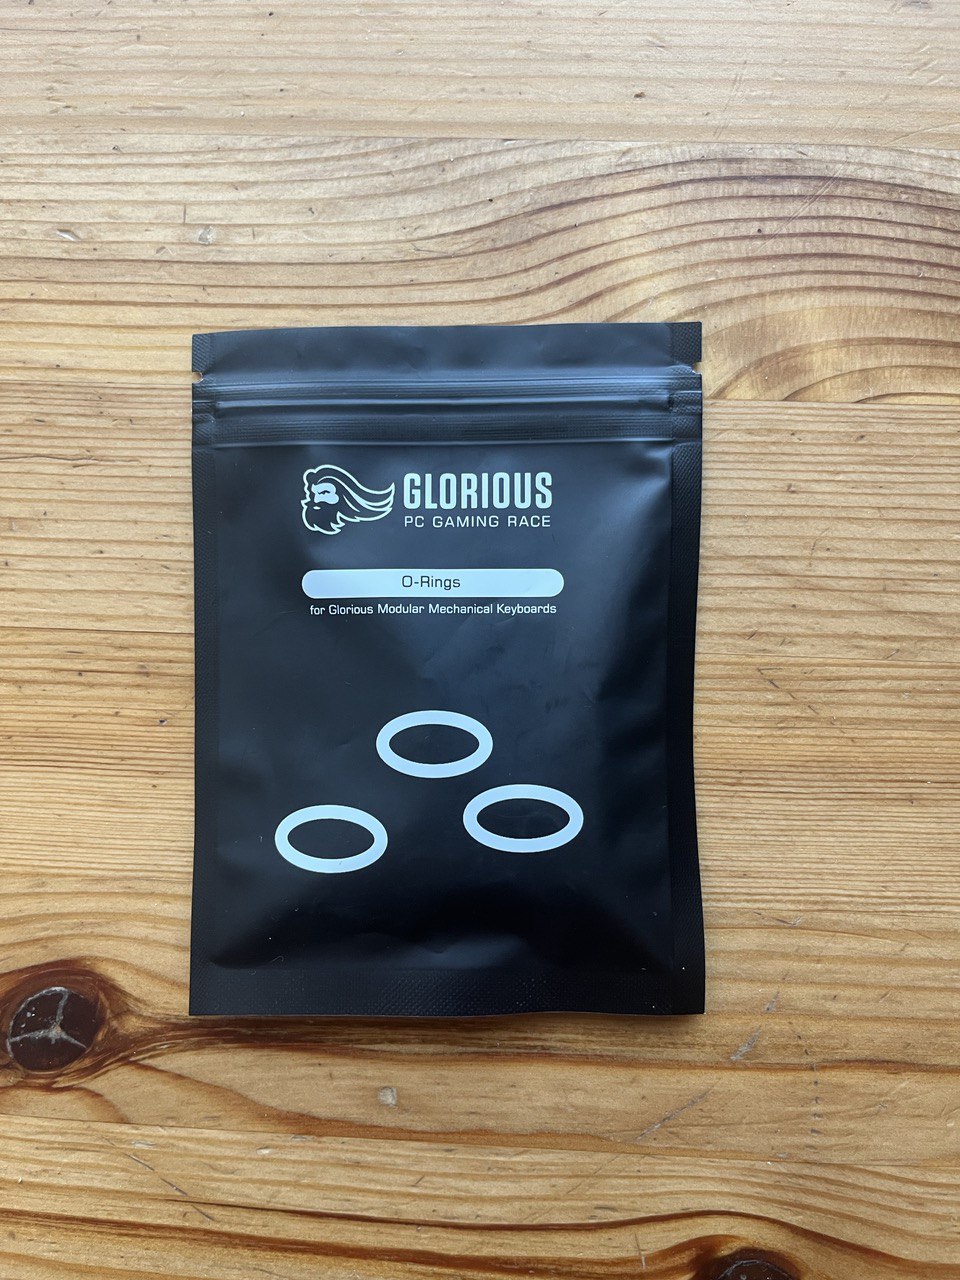 GLORIOUS
PC GAMING RACE
O-Rings
for Glorious Modular Mechanical Keyboards